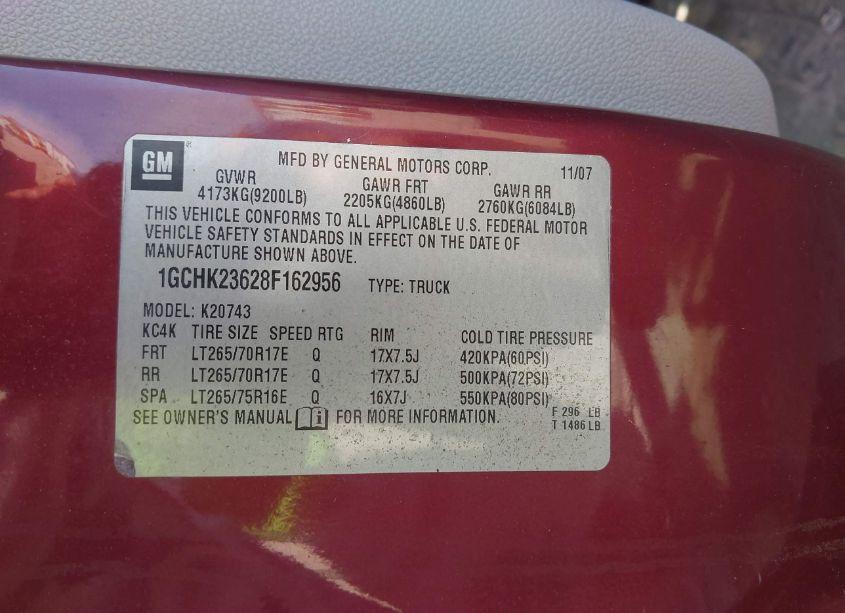 GM
MFD BY GENERAL MOTORS CORP. 11/07
GVWR GAWR FRT GAWR RR
4173KG(9200LB) 2205KG(4860LB) 2760KG(6084LB)
THIS VEHICLE CONFORMS TO ALL APPLICABLE U.S. FEDERAL MOTOR
VEHICLE SAFETY STANDARDS IN EFFECT ON THE DATE OF
MANUFACTURE SHOWN ABOVE.
1GCHK23628F162956 TYPE: TRUCK
MODEL: K20743
KC4K TIRE SIZE SPEED RTG RIM COLD TIRE PRESSURE
FRT LT265/70R17E Q 17X7.5J 420KPA(60PSI)
RR LT265/70R17E Q 17X7.5J 500KPA(72PSI)
SPA LT265/75R16E Q 16X7J 550KPA(80PSI)
SEE OWNER'S MANUAL FOR MORE INFORMATION.
F 296 LB
T 1486 LB